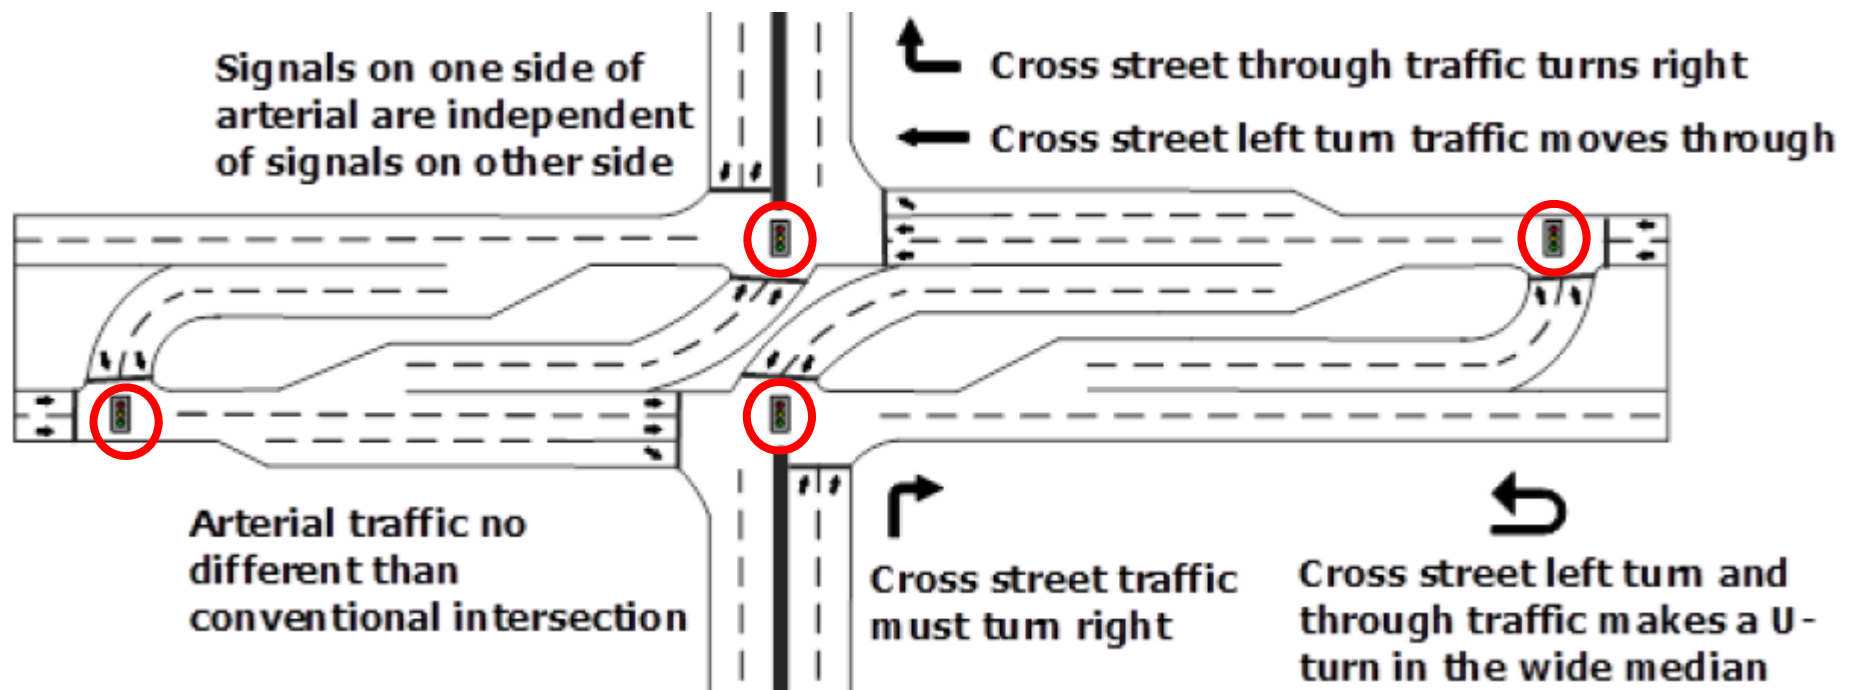 Signals on one side of
arterial are independent
of signals on other side
Cross street through traffic turns right
Cross street left turn traffic moves through
Arterial traffic no
different than
conventional intersection
Cross street traffic
must turn right
Cross street left turn and
through traffic makes a U-
turn in the wide median